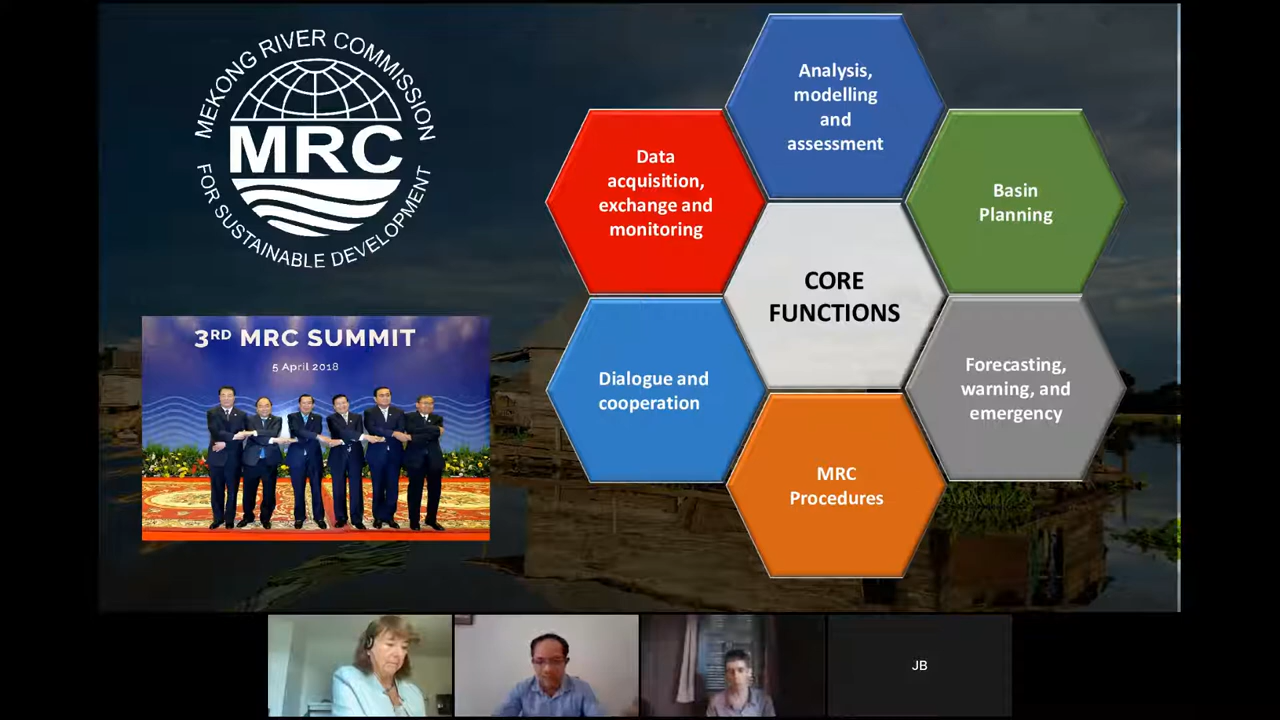 MEKONG RIVER COMMISSION
MRC
FOR SUSTAINABLE DEVELOPMENT
3RD MRC SUMMIT
5 April 2018
Analysis,
modelling
and
assessment
Data
acquisition,
exchange and
monitoring
Basin
Planning
CORE
FUNCTIONS
Dialogue and
cooperation
Forecasting,
warning, and
emergency
MRC
Procedures
JB